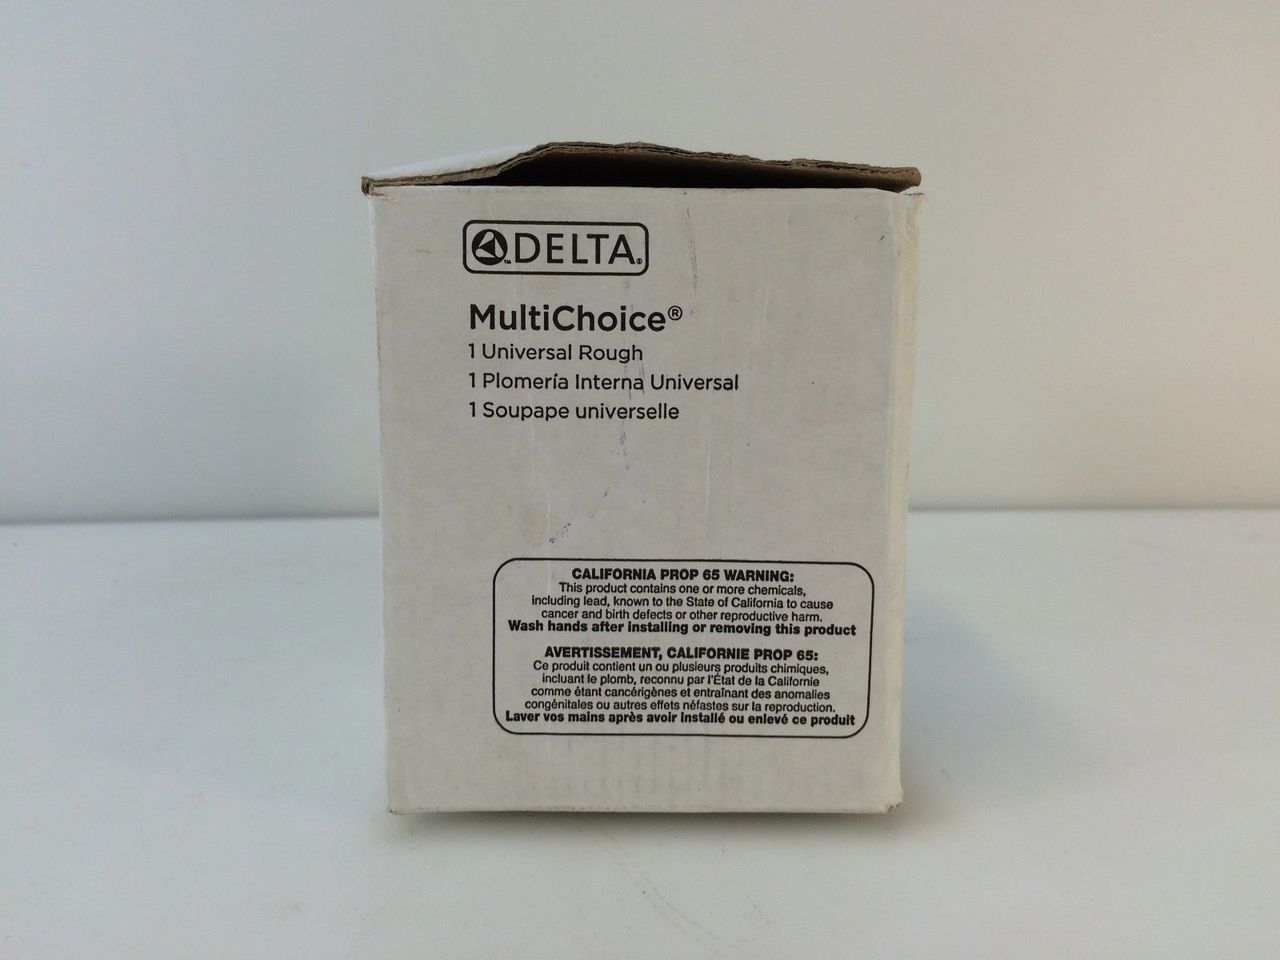 DELTA®
MultiChoice®
1 Universal Rough
1 Plomería Interna Universal
1 Soupape universelle
CALIFORNIA PROP 65 WARNING:
This product contains one or more chemicals,
including lead, known to the State of California to cause
cancer and birth defects or other reproductive harm.
Wash hands after installing or removing this product
AVERTISSEMENT, CALIFORNIE PROP 65:
Ce produit contient un ou plusieurs produits chimiques,
incluant le plomb, reconnu par l'État de la Californie
comme étant cancérigènes et entraînant des anomalies
congénitales ou autres effets néfastes sur la reproduction.
Laver vos mains après avoir installé ou enlevé ce produit